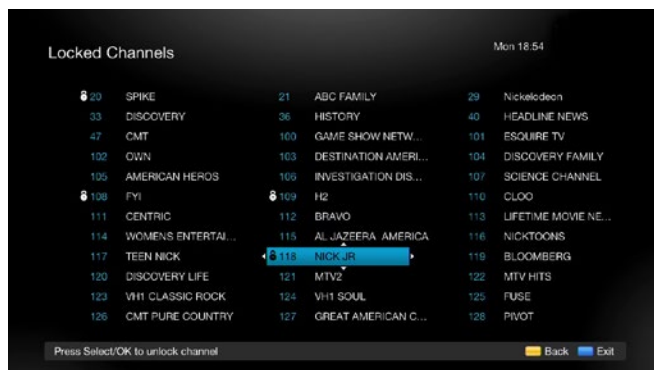 Locked Channels Mon 18:54
20 SPIKE 21 ABC FAMILY 29 Nickelodeon
33 DISCOVERY 36 HISTORY 40 HEADLINE NEWS
47 CMT 100 GAME SHOW NETW... 101 ESQUIRE TV
102 OWN 103 DESTINATION AMERI... 104 DISCOVERY FAMILY
105 AMERICAN HEROS 106 INVESTIGATION DIS... 107 SCIENCE CHANNEL
108 FYI 109 H2 110 CLOO
111 CENTRIC 112 BRAVO 113 LIFETIME MOVIE NE...
114 WOMENS ENTERTAI... 115 AL JAZEERA AMERICA 116 NICKTOONS
117 TEEN NICK 118 NICK JR 119 BLOOMBERG
120 DISCOVERY LIFE 121 MTV2 122 MTV HITS
123 VH1 CLASSIC ROCK 124 VH1 SOUL 125 FUSE
126 CMT PURE COUNTRY 127 GREAT AMERICAN C... 128 PIVOT
Press Select/OK to unlock channel Back Exit